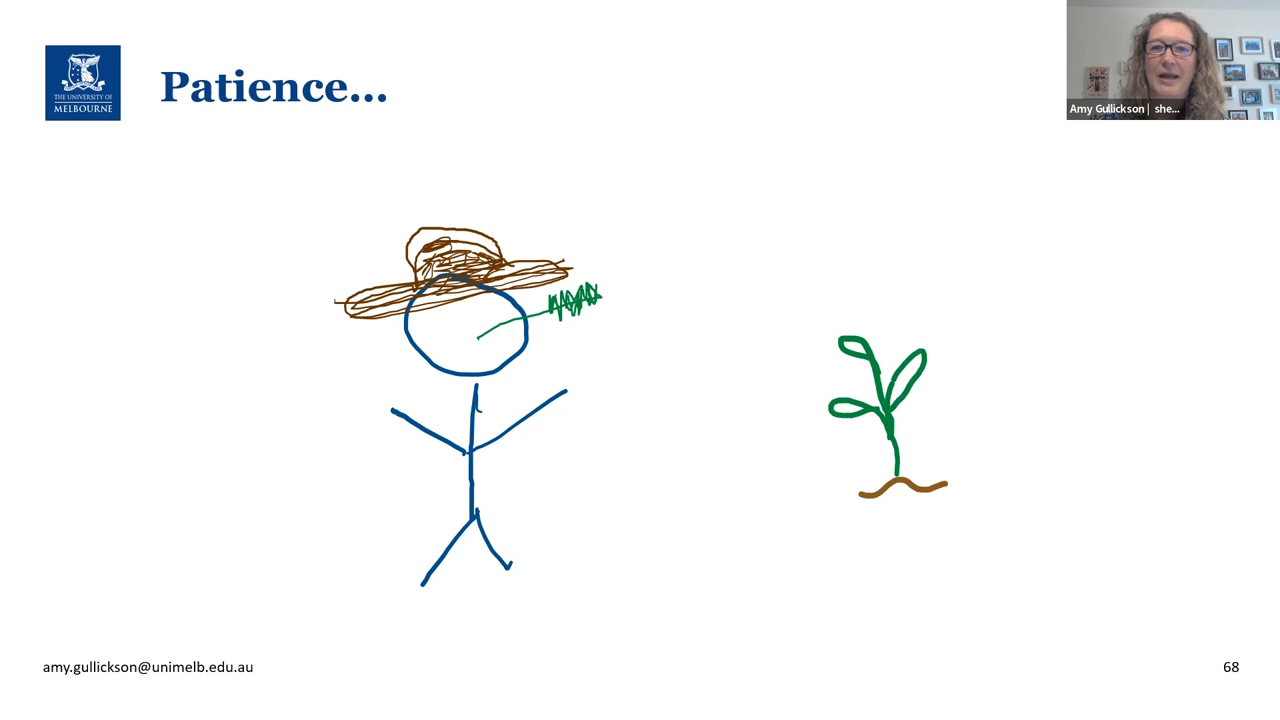 THE UNIVERSITY OF
MELBOURNE
Patience...
Amy Gullickson | she...
amy.gullickson@unimelb.edu.au
68